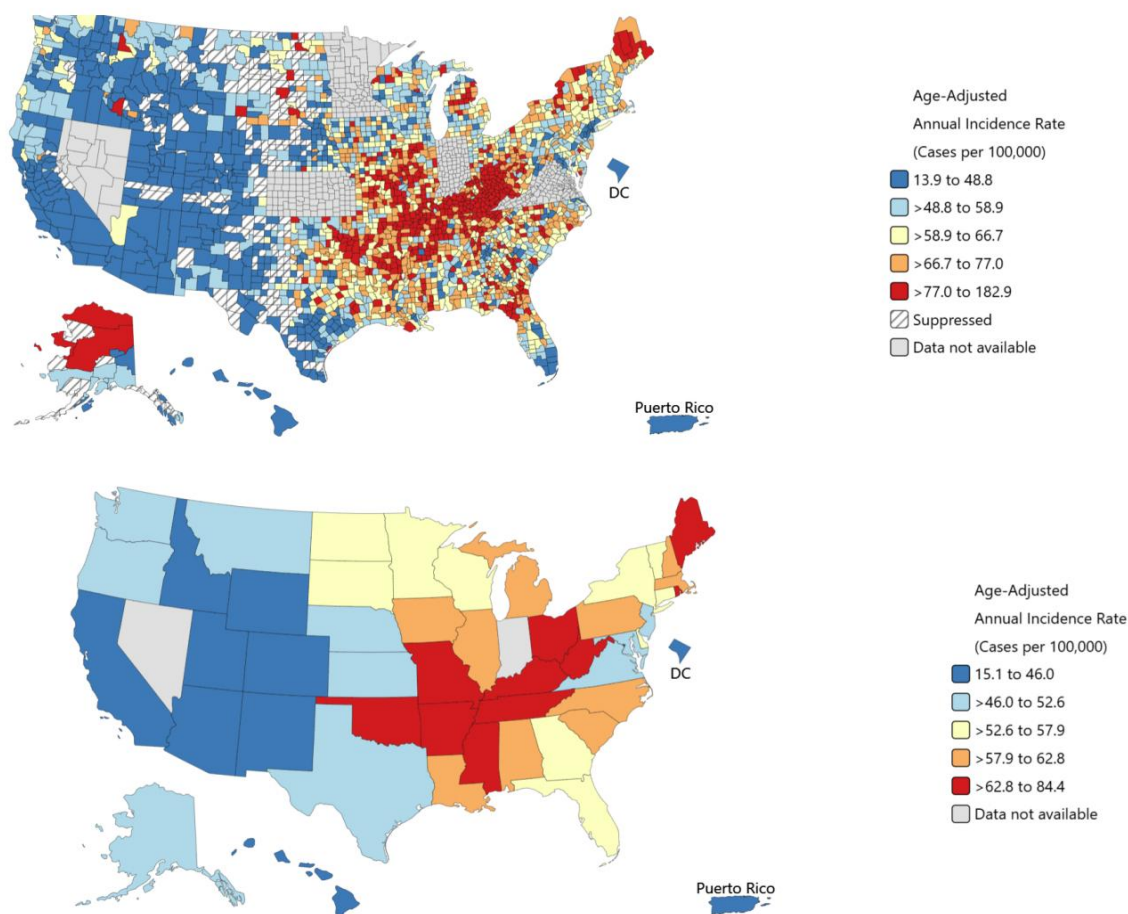 Age-Adjusted
Annual Incidence Rate
(Cases per 100,000)
13.9 to 48.8
>48.8 to 58.9
>58.9 to 66.7
>66.7 to 77.0
>77.0 to 182.9
Suppressed
Data not available
DC
Puerto Rico
Age-Adjusted
Annual Incidence Rate
(Cases per 100,000)
15.1 to 46.0
>46.0 to 52.6
>52.6 to 57.9
>57.9 to 62.8
>62.8 to 84.4
Data not available
DC
Puerto Rico